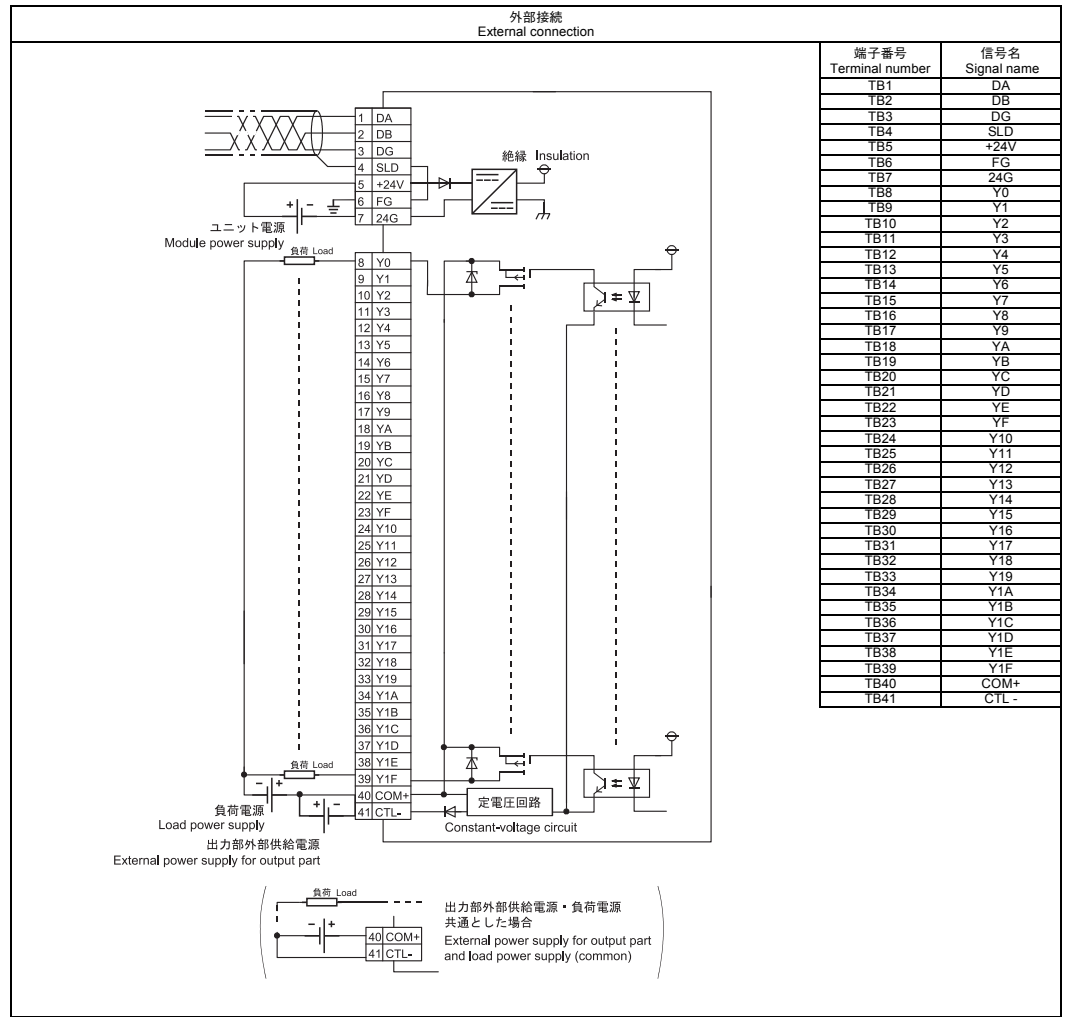 外部接続
External connection
端子番号 信号名
Terminal number Signal name
TB1 DA
TB2 DB
TB3 DG
TB4 SLD
TB5 +24V
TB6 FG
TB7 24G
TB8 Y0
TB9 Y1
TB10 Y2
TB11 Y3
TB12 Y4
TB13 Y5
TB14 Y6
TB15 Y7
TB16 Y8
TB17 Y9
TB18 YA
TB19 YB
TB20 YC
TB21 YD
TB22 YE
TB23 YF
TB24 Y10
TB25 Y11
TB26 Y12
TB27 Y13
TB28 Y14
TB29 Y15
TB30 Y16
TB31 Y17
TB32 Y18
TB33 Y19
TB34 Y1A
TB35 Y1B
TB36 Y1C
TB37 Y1D
TB38 Y1E
TB39 Y1F
TB40 COM+
TB41 CTL -
1 DA
2 DB
3 DG
4 SLD
5 +24V
6 FG
7 24G
絶縁 Insulation
+ -
ユニット電源
Module power supply
負荷 Load
8 Y0
9 Y1
10 Y2
11 Y3
12 Y4
13 Y5
14 Y6
15 Y7
16 Y8
17 Y9
18 YA
19 YB
20 YC
21 YD
22 YE
23 YF
24 Y10
25 Y11
26 Y12
27 Y13
28 Y14
29 Y15
30 Y16
31 Y17
32 Y18
33 Y19
34 Y1A
35 Y1B
36 Y1C
37 Y1D
38 Y1E
39 Y1F
40 COM+
41 CTL-
負荷 Load
- +
負荷電源
Load power supply
+ -
出力部外部供給電源
External power supply for output part
定電圧回路
Constant-voltage circuit
負荷 Load
- +
40 COM+
41 CTL-
出力部外部供給電源・負荷電源
共通とした場合
External power supply for output part
and load power supply (common)